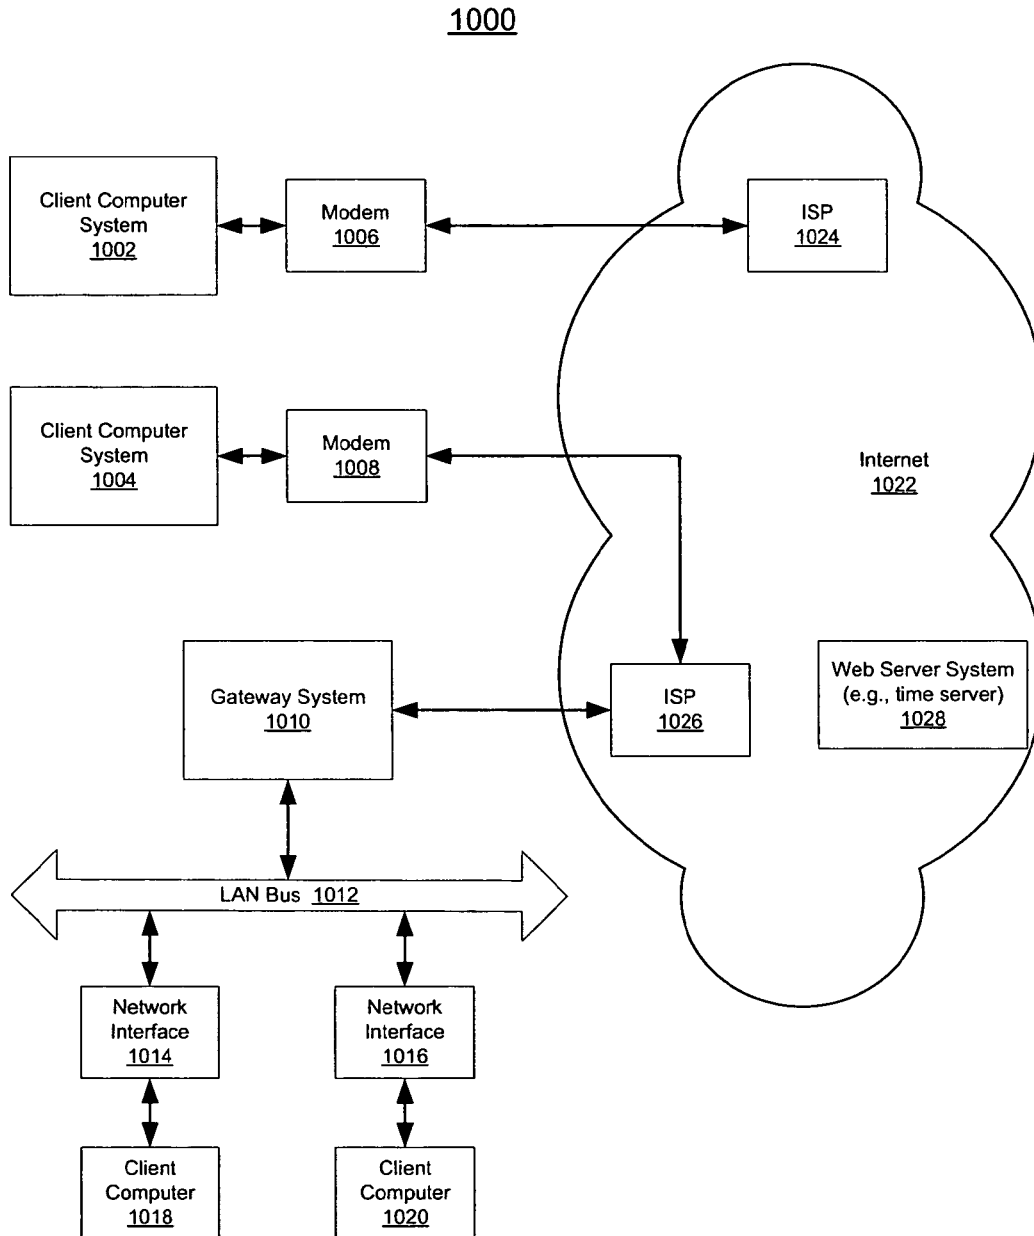 1000
Client Computer
System
1002
Modem
1006
ISP
1024
Client Computer
System
1004
Modem
1008
Internet
1022
Gateway System
1010
ISP
1026
Web Server System
(e.g., time server)
1028
LAN Bus 1012
Network
Interface
1014
Network
Interface
1016
Client
Computer
1018
Client
Computer
1020